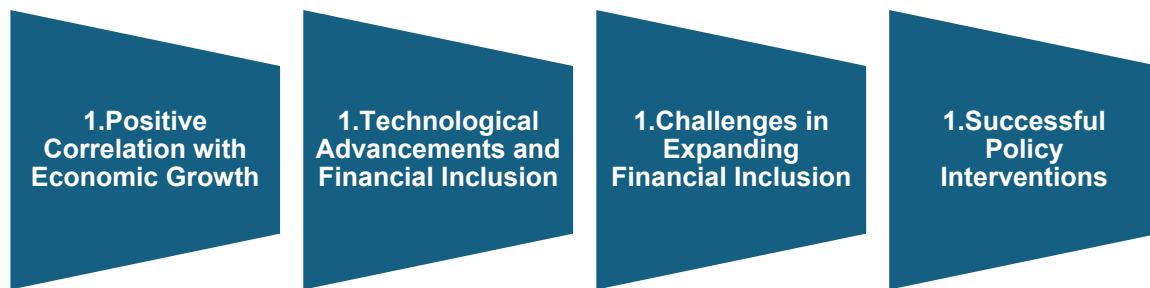 1.Positive
Correlation with
Economic Growth
1.Technological
Advancements and
Financial Inclusion
1.Challenges in
Expanding
Financial Inclusion
1.Successful
Policy
Interventions